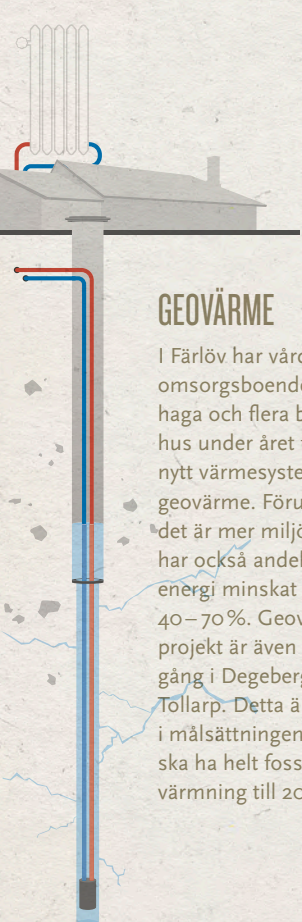 GEOVÄRME
I Färlöv har vård
omsorgsboende
haga och flera b
hus under året
nytt värmesyste
geovärme. Föru
det är mer miljö
har också andel
energi minskat
40–70 %. Geov
projekt är även
gång i Degeberg
Tollarp. Detta ä
i målsättningen
ska ha helt foss
värmning till 20